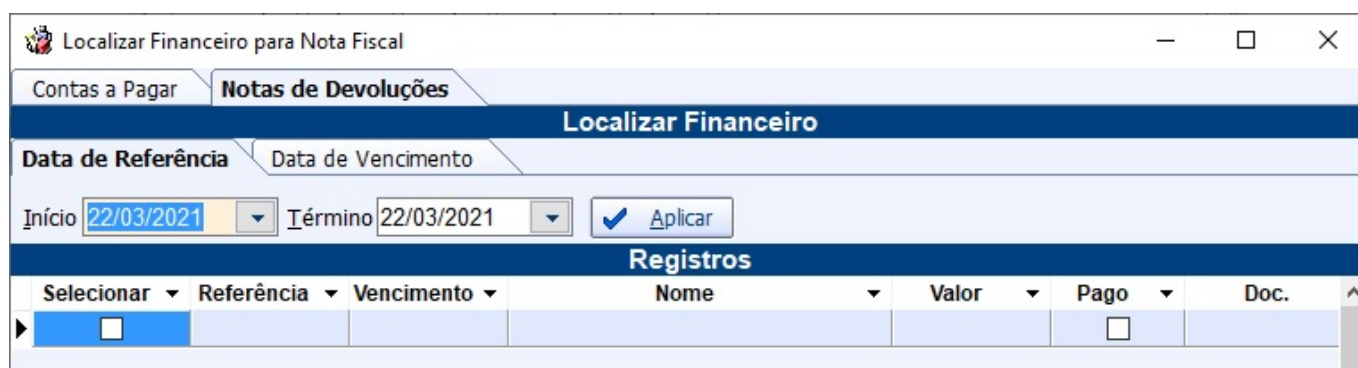 Localizar Financeiro para Nota Fiscal
Contas a Pagar Notas de Devoluções
Localizar Financeiro
Data de Referência Data de Vencimento
Início 22/03/2021 Término 22/03/2021 Aplicar
Registros
Selecionar Referência Vencimento Nome Valor Pago Doc.